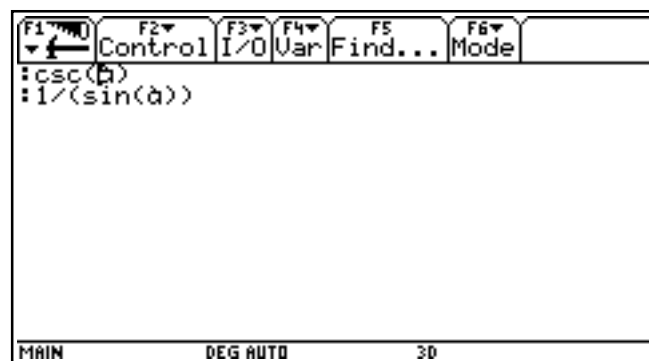 F1 F2 F3 F4 F5 F6
Control I/O Var Find... Mode
:csc(à)
:1/(sin(à))
MAIN DEG AUTO 3D